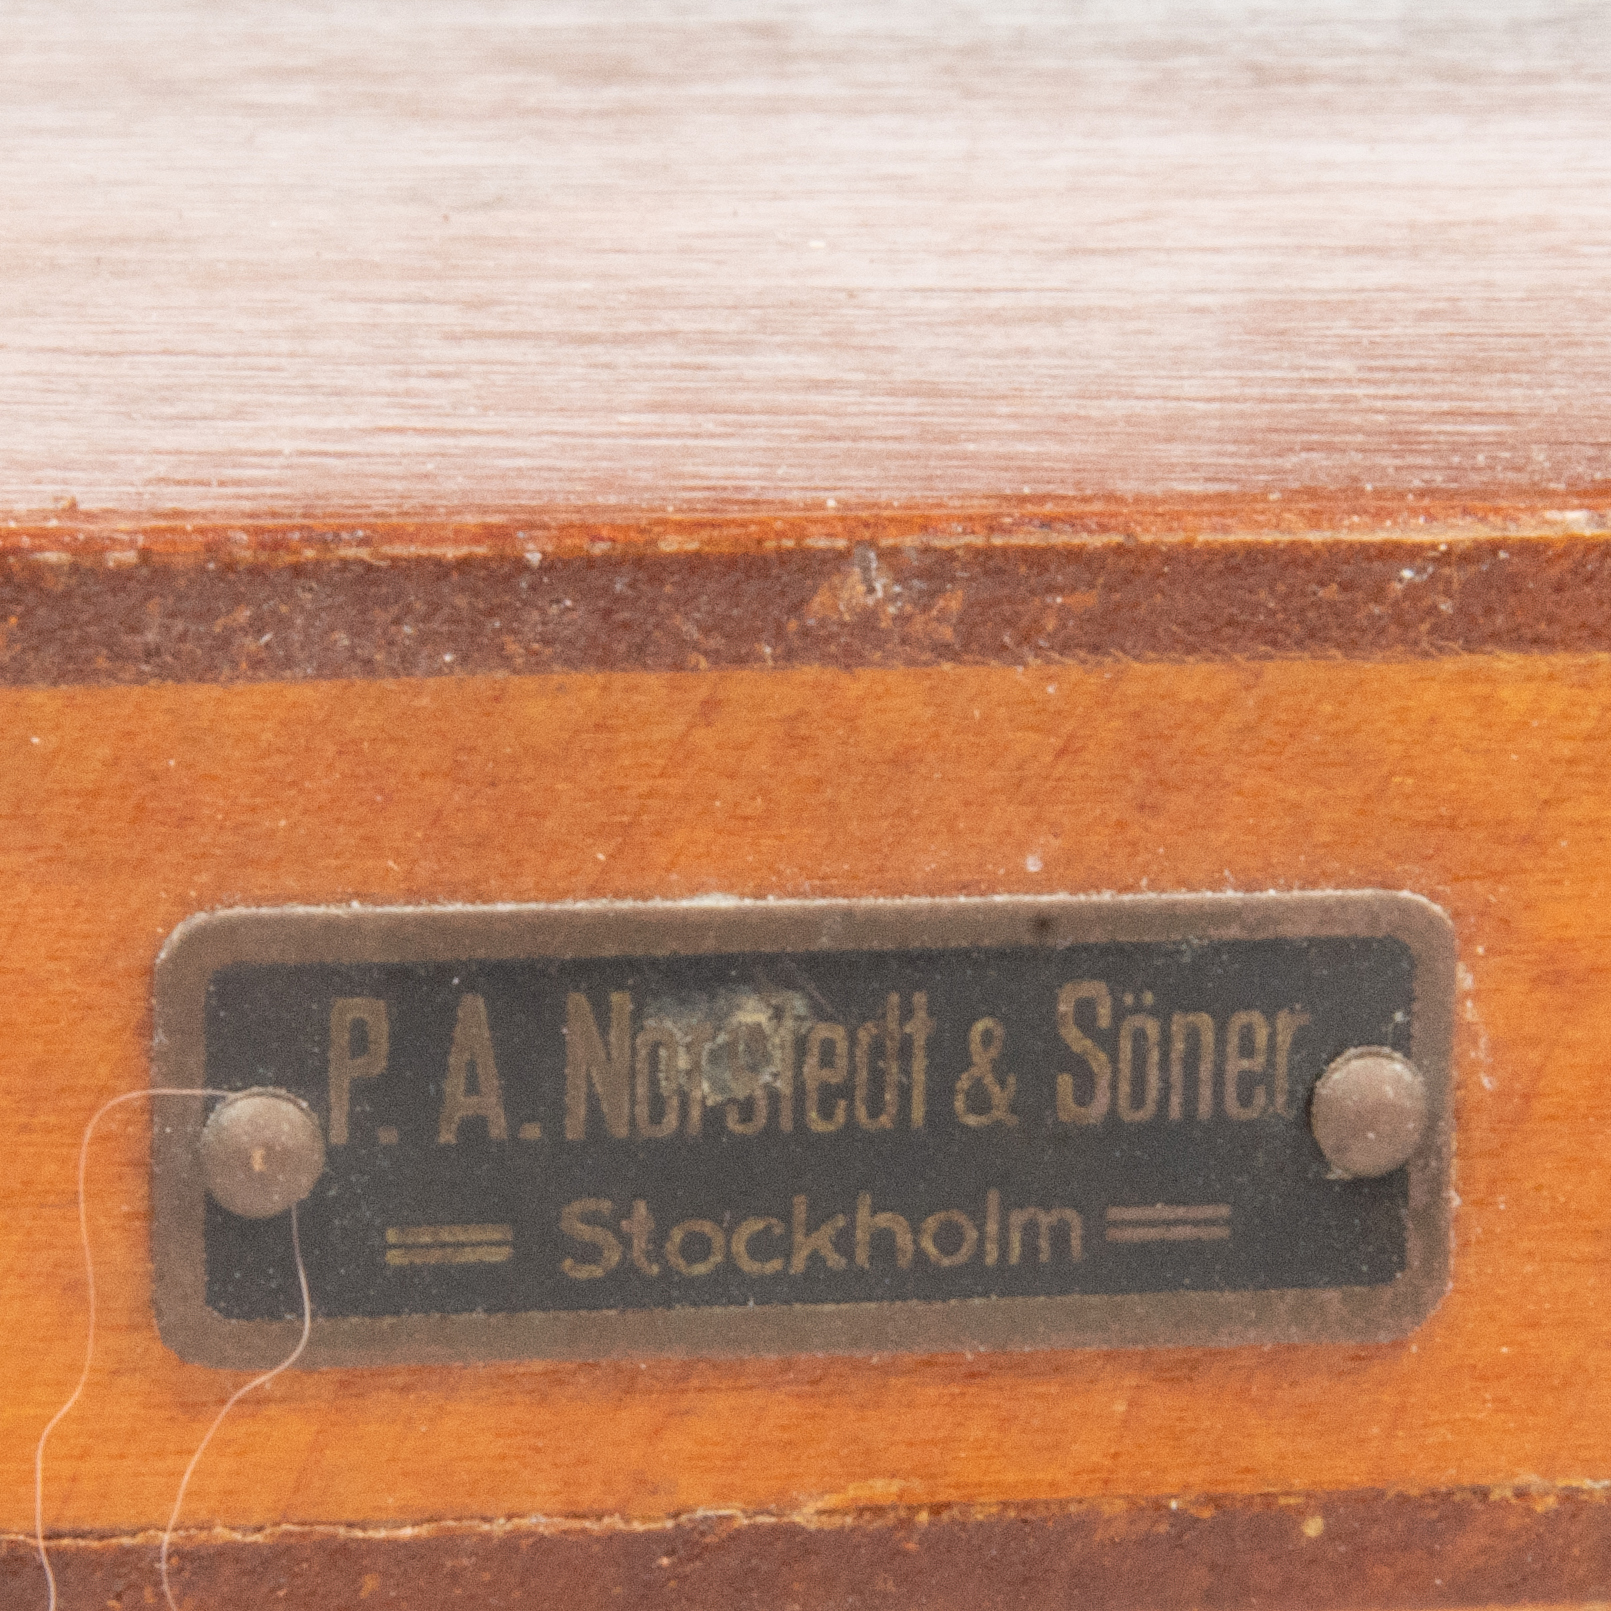 P. A. Norstedt & Söner
Stockholm